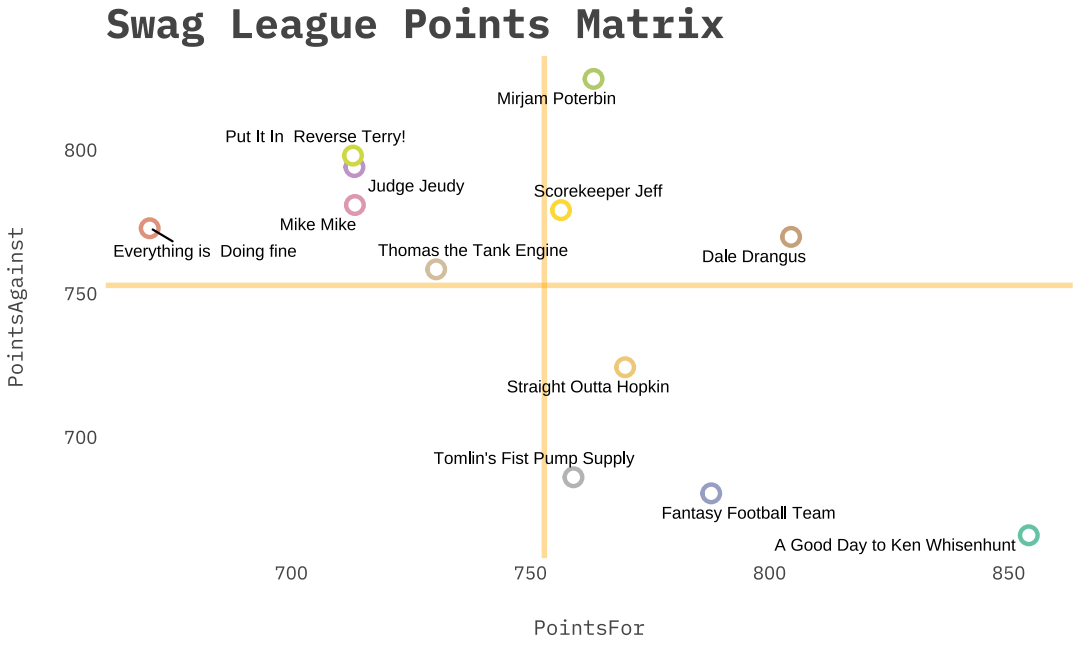 Swag League Points Matrix
Mirjam Poterbin
Put It In  Reverse Terry!
800
Judge Jeudy
Scorekeeper Jeff
Mike Mike
Everything is  Doing fine
Thomas the Tank Engine
Dale Drangus
750
PointsAgainst
Straight Outta Hopkin
700
Tomlin's Fist Pump Supply
Fantasy Football Team
A Good Day to Ken Whisenhunt
700
750
800
850
PointsFor